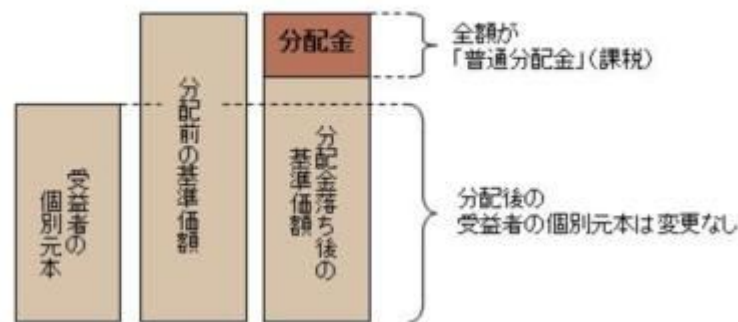 受益者の
個別元本
分配前の基準価額
分配金
分配金落ち後の
基準価額
全額が
「普通分配金」(課税)
分配後の
受益者の個別元本は変更なし